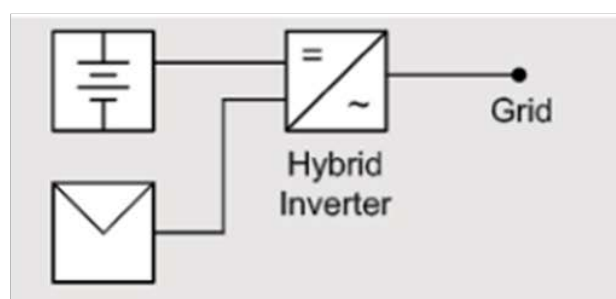 =
~
Grid
Hybrid
Inverter